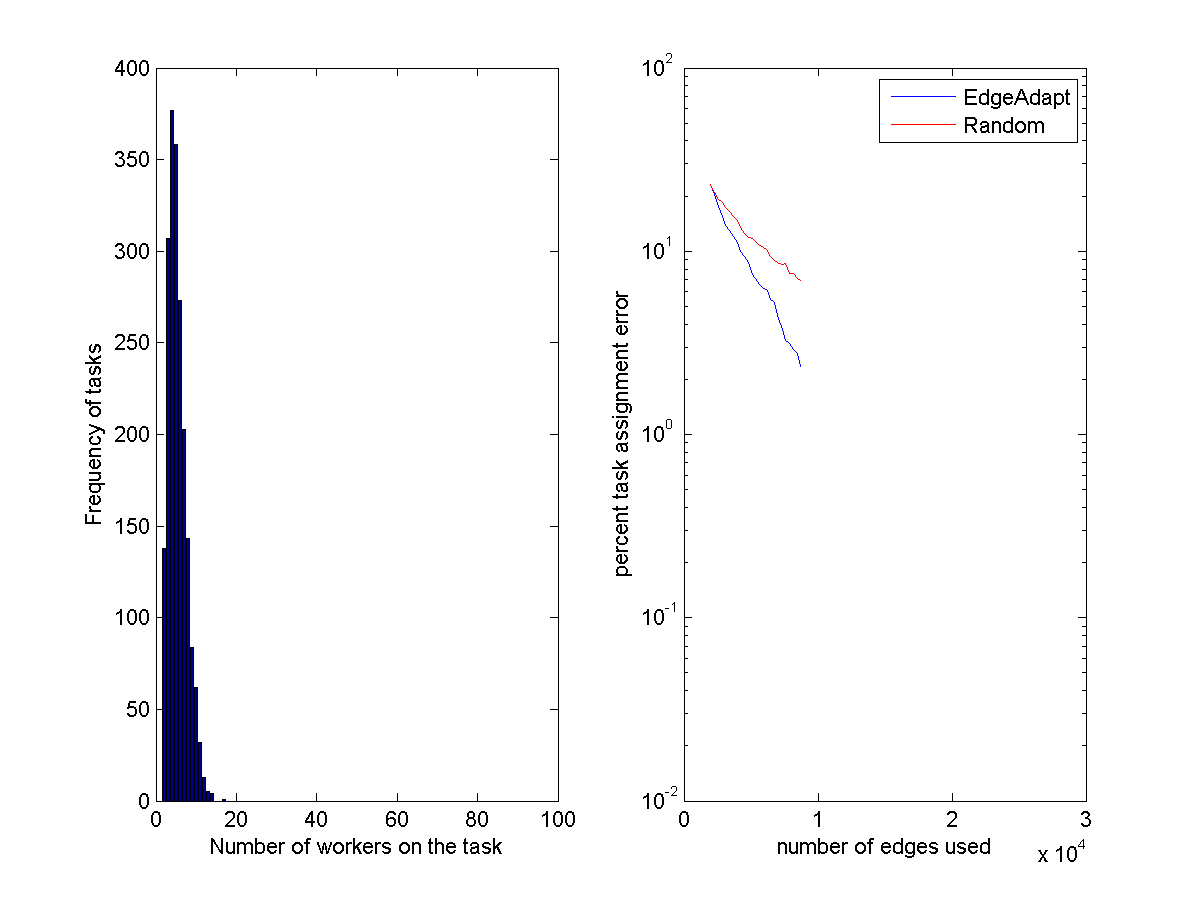 400
350
300
250
200
150
100
50
0
0 20 40 60 80 100
Frequency of tasks
Number of workers on the task
10^2
10^1
10^0
10^-1
10^-2
0 1 2 3
x 10^4
percent task assignment error
number of edges used
EdgeAdapt
Random